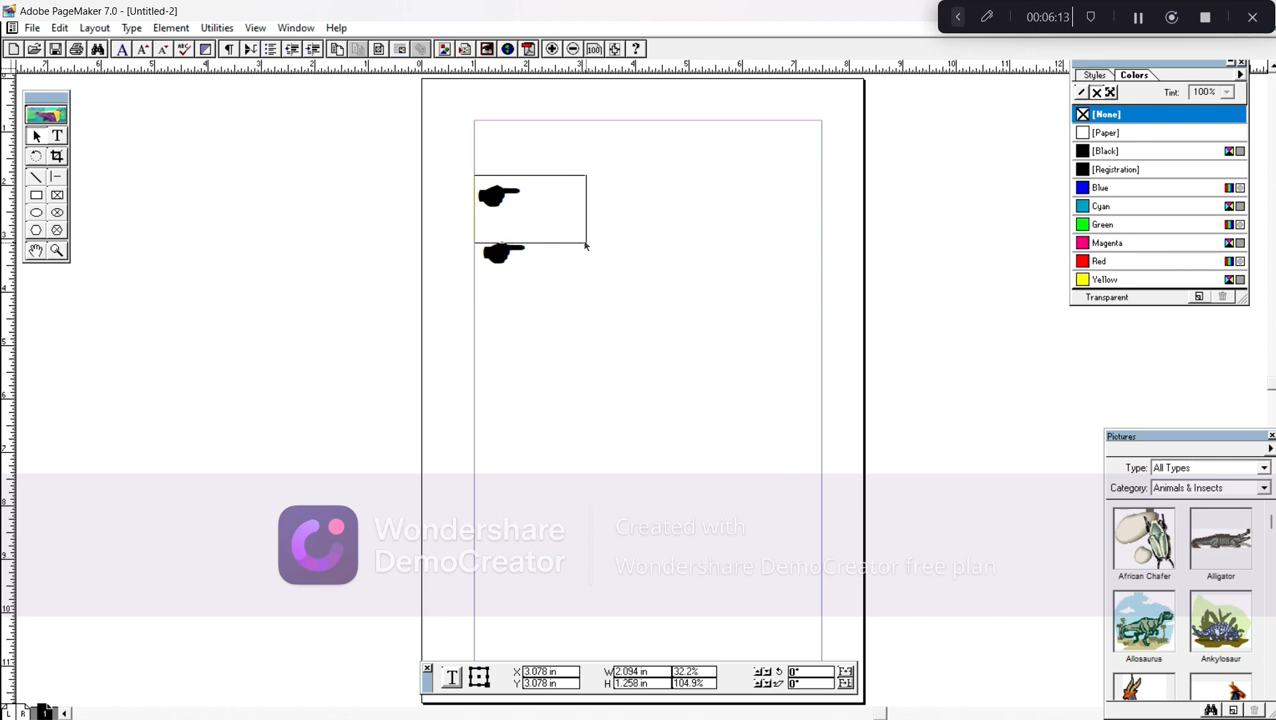 Adobe PageMaker 7.0 - [Untitled-2]
00:06:13
File Edit Layout Type Element Utilities View Window Help
Styles Colors
Tint: 100%
[None]
[Paper]
[Black]
[Registration]
Blue
Cyan
Green
Magenta
Red
Yellow
Transparent
Pictures
Type: All Types
Category: Animals & Insects
African Chafer Alligator
Allosaurus Ankylosaur
Wondershare
DemoCreator
Created with
Wondershare DemoCreator free plan
X 3.078 in W 2.094 in 32.2% 0°
Y 3.078 in H 1.258 in 104.9% 0°
L R 1